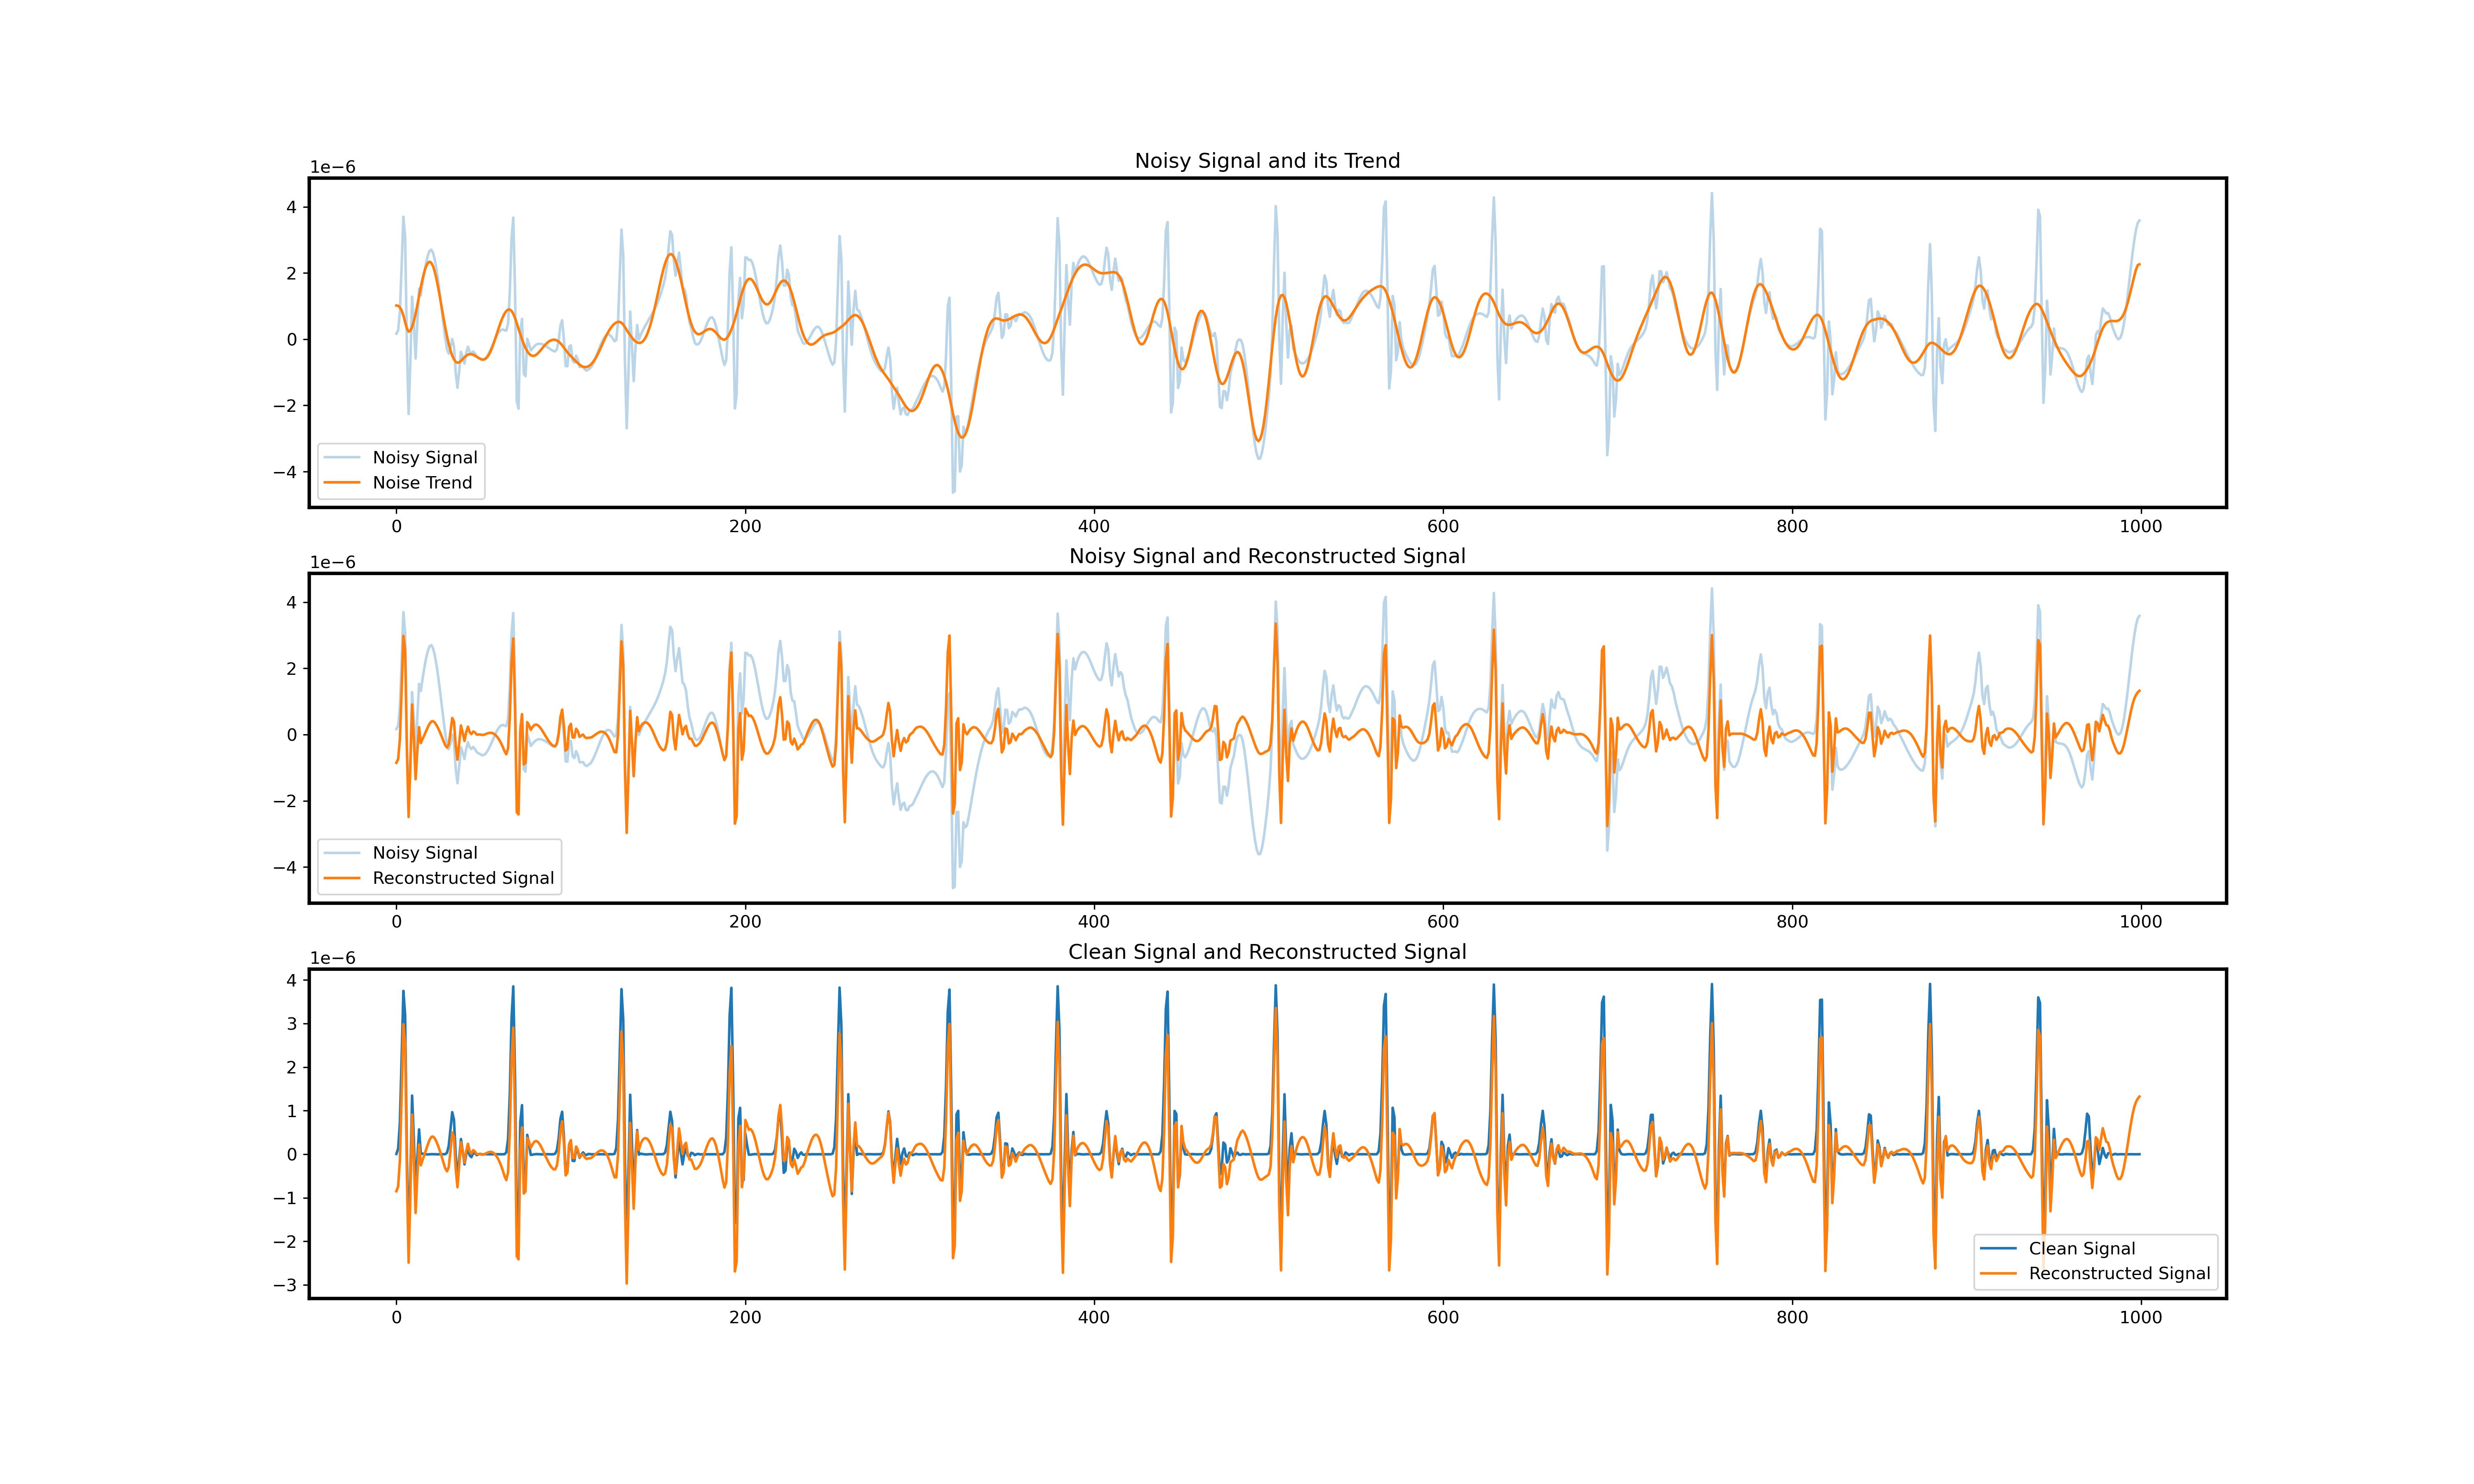 Noisy Signal and its Trend
1e−6
4
2
0
−2
−4
Noisy Signal
Noise Trend
0 200 400 600 800 1000
Noisy Signal and Reconstructed Signal
1e−6
4
2
0
−2
−4
Noisy Signal
Reconstructed Signal
0 200 400 600 800 1000
Clean Signal and Reconstructed Signal
1e−6
4
3
2
1
0
−1
−2
−3
Clean Signal
Reconstructed Signal
0 200 400 600 800 1000